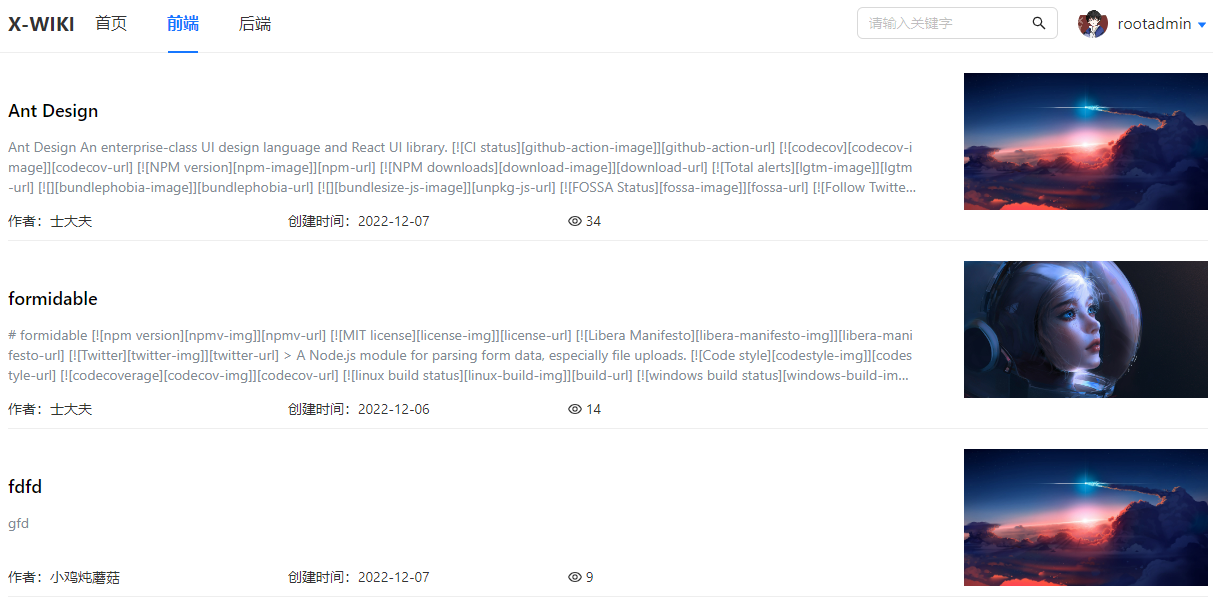 X-WIKI 首页 前端 后端 请输入关键字 rootadmin
Ant Design
Ant Design An enterprise-class UI design language and React UI library. [![CI status][github-action-image]][github-action-url] [![codecov][codecov-i
mage]][codecov-url] [![NPM version][npm-image]][npm-url] [![NPM downloads][download-image]][download-url] [![Total alerts][lgtm-image]][lgtm
-url] [![][bundlephobia-image]][bundlephobia-url] [![][bundlesize-js-image]][unpkg-js-url] [![FOSSA Status][fossa-image]][fossa-url] [![Follow Twitte...
作者：士大夫 创建时间：2022-12-07 34
formidable
# formidable [![npm version][npmv-img]][npmv-url] [![MIT license][license-img]][license-url] [![Libera Manifesto][libera-manifesto-img]][libera-mani
festo-url] [![Twitter][twitter-img]][twitter-url] > A Node.js module for parsing form data, especially file uploads. [![Code style][codestyle-img]][codes
tyle-url] [![codecoverage][codecov-img]][codecov-url] [![linux build status][linux-build-img]][build-url] [![windows build status][windows-build-im...
作者：士大夫 创建时间：2022-12-06 14
fdfd
gfd
作者：小鸡炖蘑菇 创建时间：2022-12-07 9